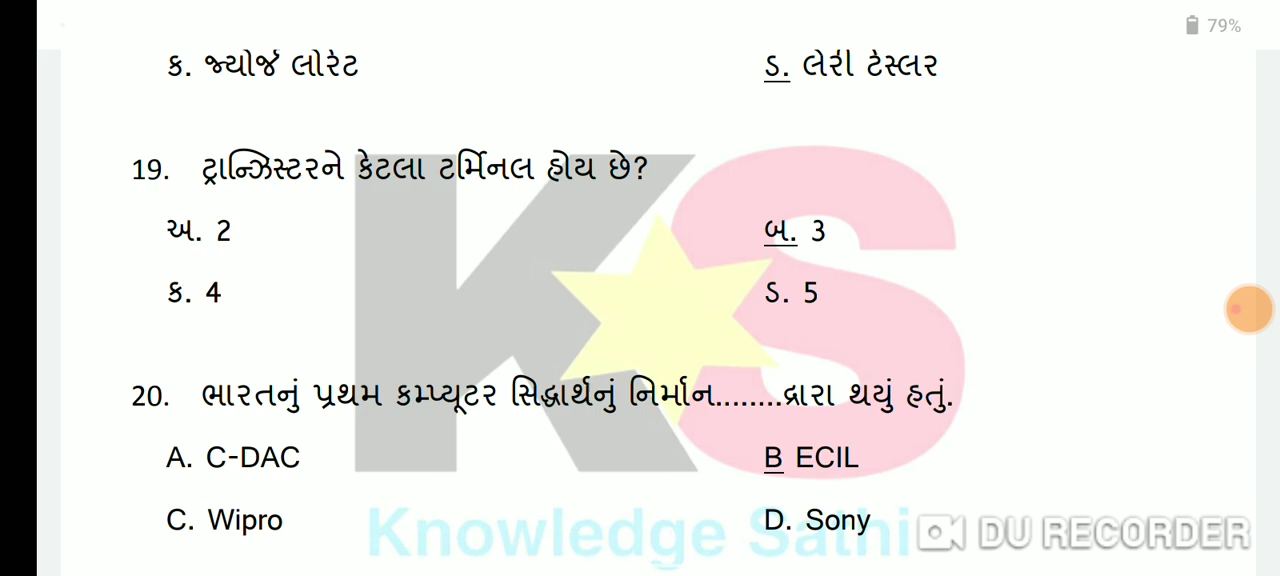 79%
ક. જ્યોર્જ લોરેટ ડ. લેરી ટેસ્લર
19. ટ્રાન્ઝિસ્ટરને કેટલા ટર્મિનલ હોય છે?
અ. 2 બ. 3
ક. 4 ડ. 5
20. ભારતનું પ્રથમ કમ્પ્યૂટર સિદ્ધાર્થનું નિર્માન........દ્રારા થયું હતું.
A. C-DAC B ECIL
C. Wipro D. Sony
KS
Knowledge Sathi
DU RECORDER